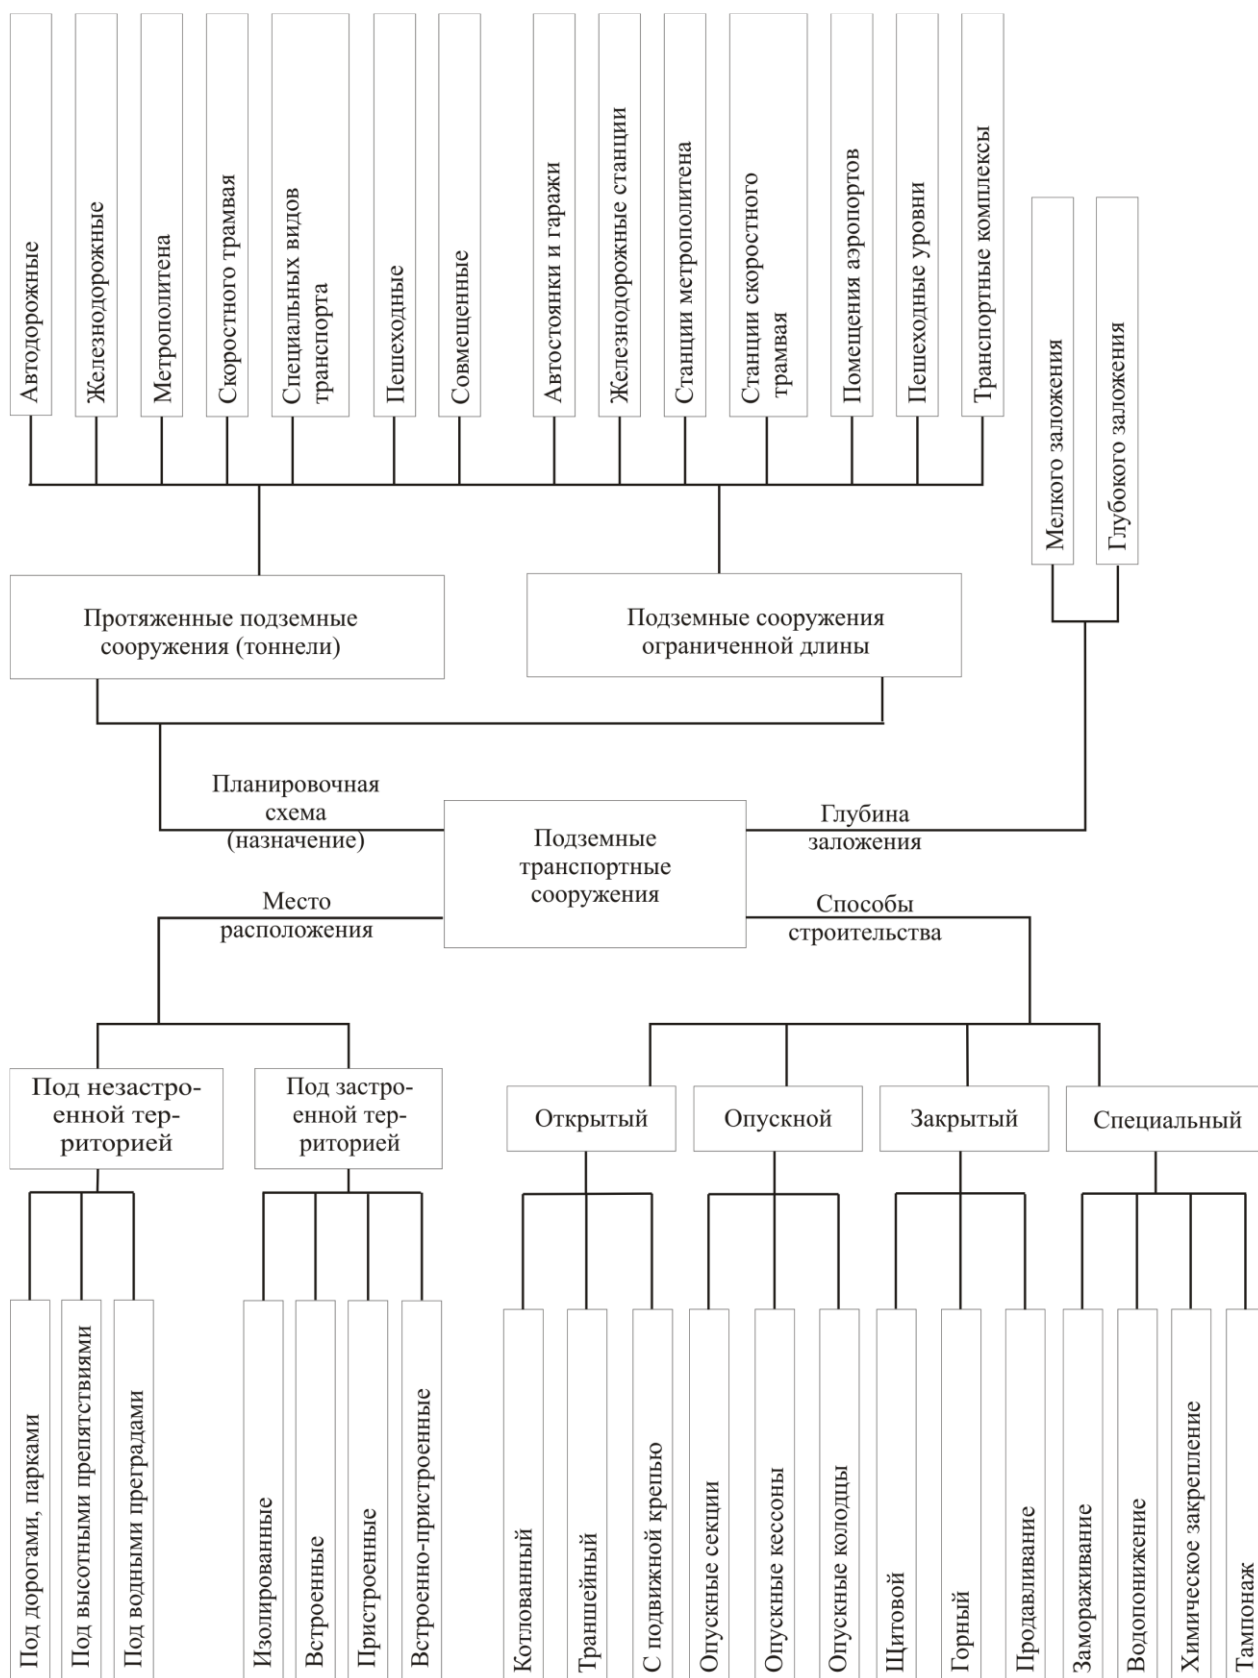 Автодорожные
Железнодорожные
Метрополитена
Скоростного трамвая
Специальных видов
транспорта
Пешеходные
Совмещенные
Автостоянки и гаражи
Железнодорожные станции
Станции метрополитена
Станции скоростного
трамвая
Помещения аэропортов
Пешеходные уровни
Транспортные комплексы
Мелкого заложения
Глубокого заложения
Протяженные подземные
сооружения (тоннели)
Подземные сооружения
ограниченной длины
Планировочная
схема
(назначение)
Глубина
заложения
Подземные
транспортные
сооружения
Место
расположения
Способы
строительства
Под незастро-
енной тер-
риторией
Под застро-
енной тер-
риторией
Открытый
Опускной
Закрытый
Специальный
Под дорогами, парками
Под высотными препятствиями
Под водными преградами
Изолированные
Встроенные
Пристроенные
Встроенно-пристроенные
Котлованный
Траншейный
С подвижной крепью
Опускные секции
Опускные кессоны
Опускные колодцы
Щитовой
Горный
Продавливание
Замораживание
Водопонижение
Химическое закрепление
Тампонаж